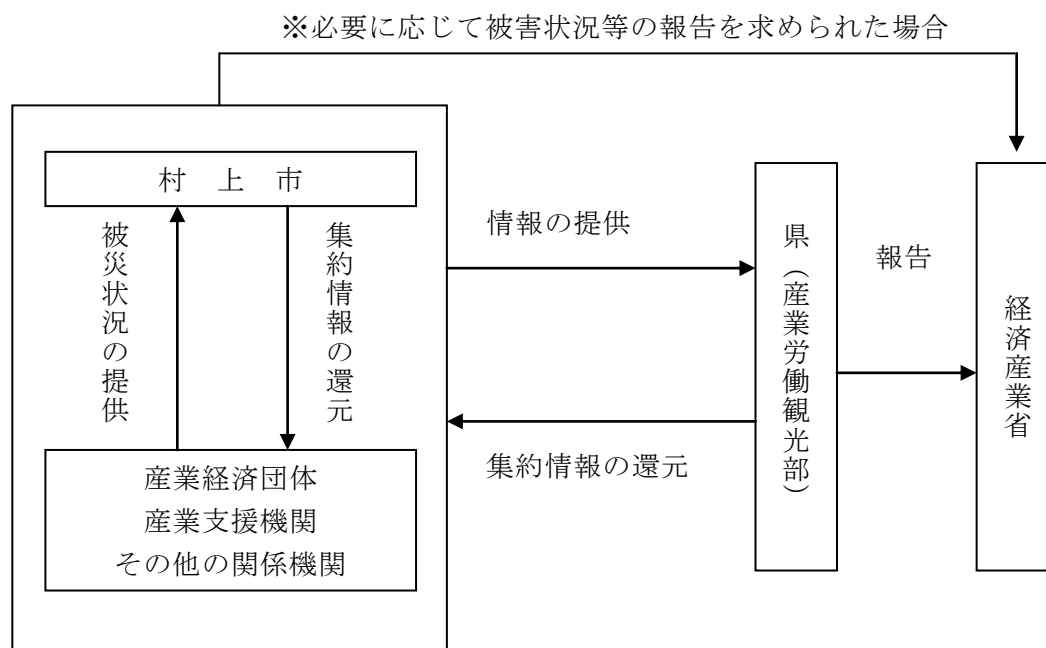 ※必要に応じて被害状況等の報告を求められた場合
村 上 市
被災状況の提供
集約情報の還元
産業経済団体
産業支援機関
その他の関係機関
情報の提供
集約情報の還元
県（産業労働観光部）
報告
経済産業省